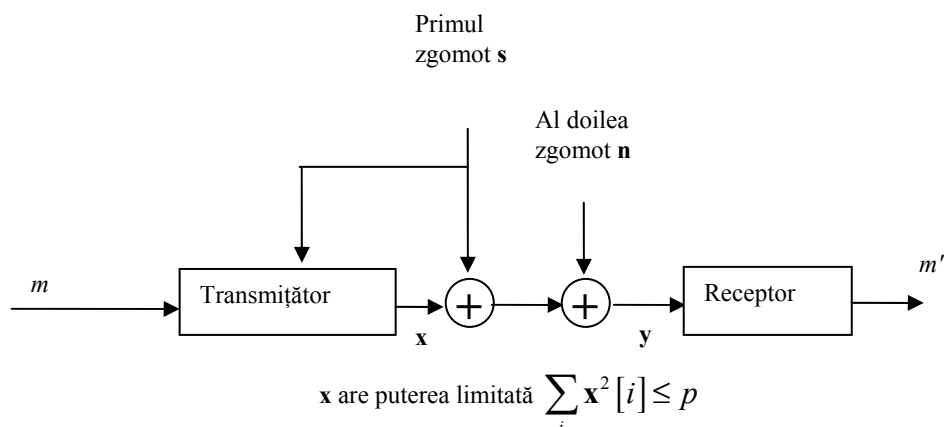 Primul
zgomot s
Al doilea
zgomot n
m
Transmițător
+
+
Receptor
m'
x
y
x are puterea limitată ∑ x² [i] ≤ p
i